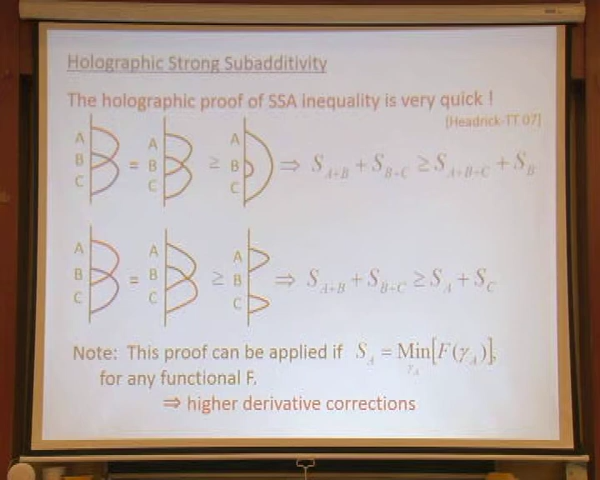 Holographic Strong Subadditivity
The holographic proof of SSA inequality is very quick !
[Headrick-TT 07]
A A A
B = B ≥ B ⇒ S_{A+B} + S_{B+C} ≥ S_{A+B+C} + S_B
C C C
A A A
B = B ≥ B ⇒ S_{A+B} + S_{B+C} ≥ S_A + S_C
C C C
Note: This proof can be applied if S_A = Min_{γ_A}[F(γ_A)],
for any functional F.
⇒ higher derivative corrections